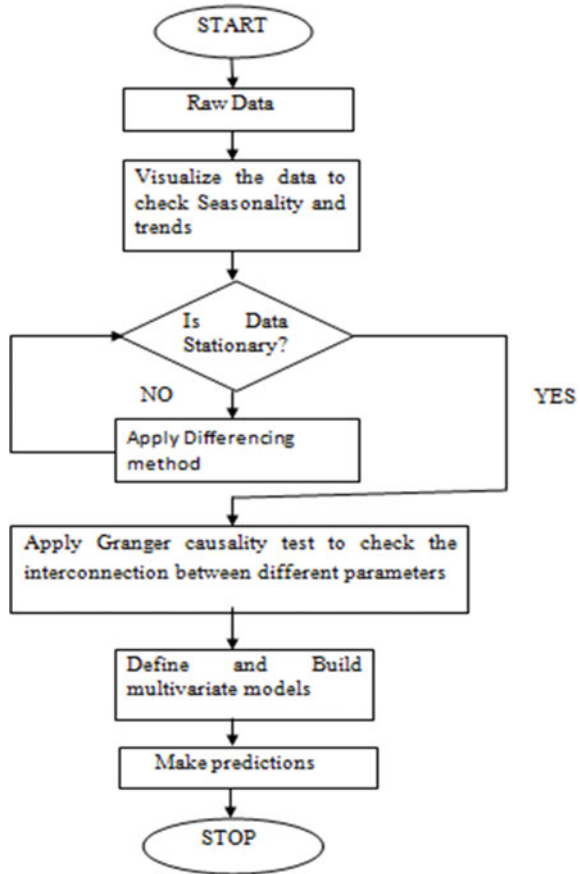 START
Raw Data
Visualize the data to
check Seasonality and
trends
Is Data
Stationary?
NO
YES
Apply Differencing
method
Apply Granger causality test to check the
interconnection between different parameters
Define and Build
multivariate models
Make predictions
STOP